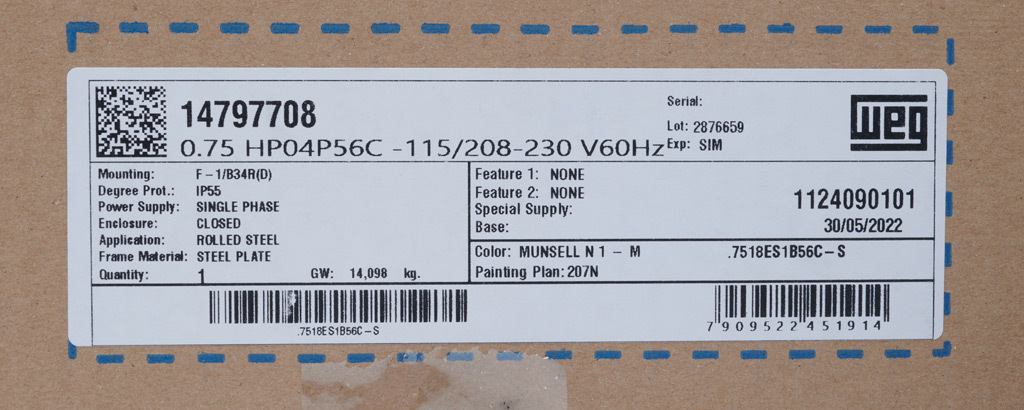 14797708
0.75 HP04P56C -115/208-230 V60Hz
Serial:
Lot: 2876659
Exp: SIM
WEG
Mounting: F-1/B34R(D)
Degree Prot.: IP55
Power Supply: SINGLE PHASE
Enclosure: CLOSED
Application: ROLLED STEEL
Frame Material: STEEL PLATE
Quantity: 1 GW: 14,098 kg.
Feature 1: NONE
Feature 2: NONE
Special Supply:
Base:
1124090101
30/05/2022
Color: MUNSELL N 1 - M .7518ES1B56C-S
Painting Plan: 207N
.7518ES1B56C-S
7909522451914